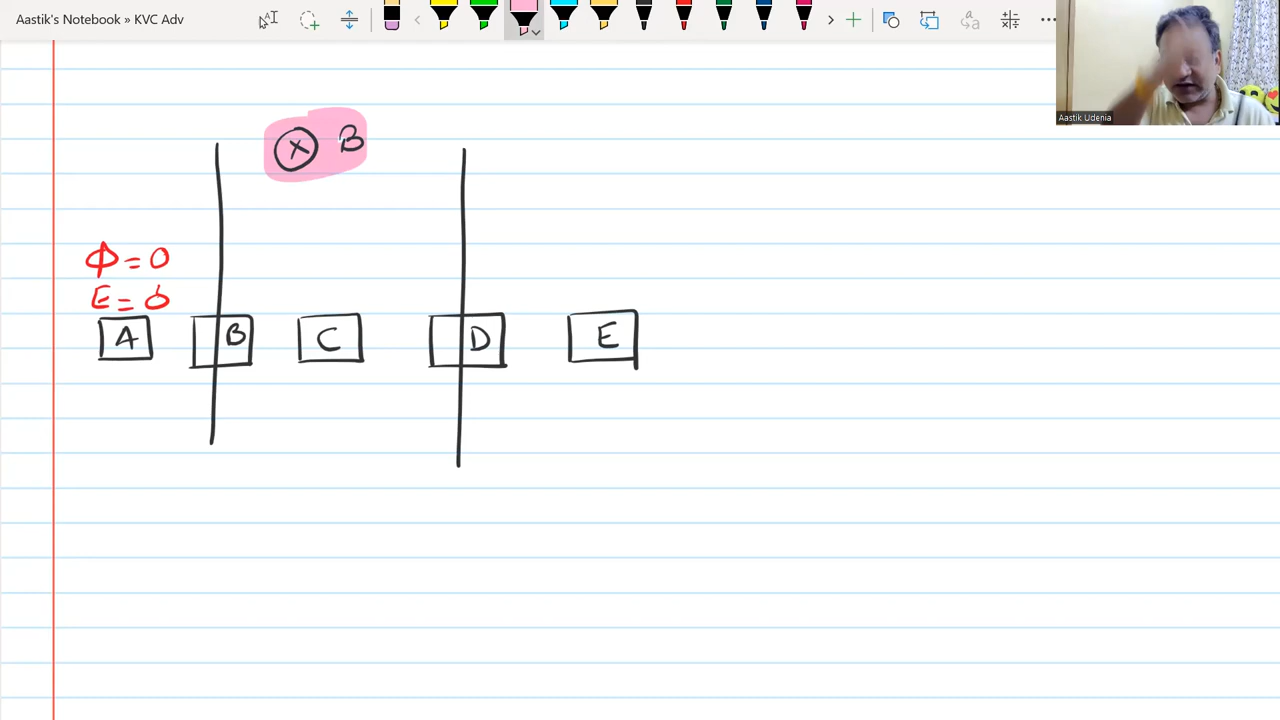 Aastik's Notebook » KVC Adv
Aastik Udenia
ⓧ B
Φ = 0
E = 0
A B C D E